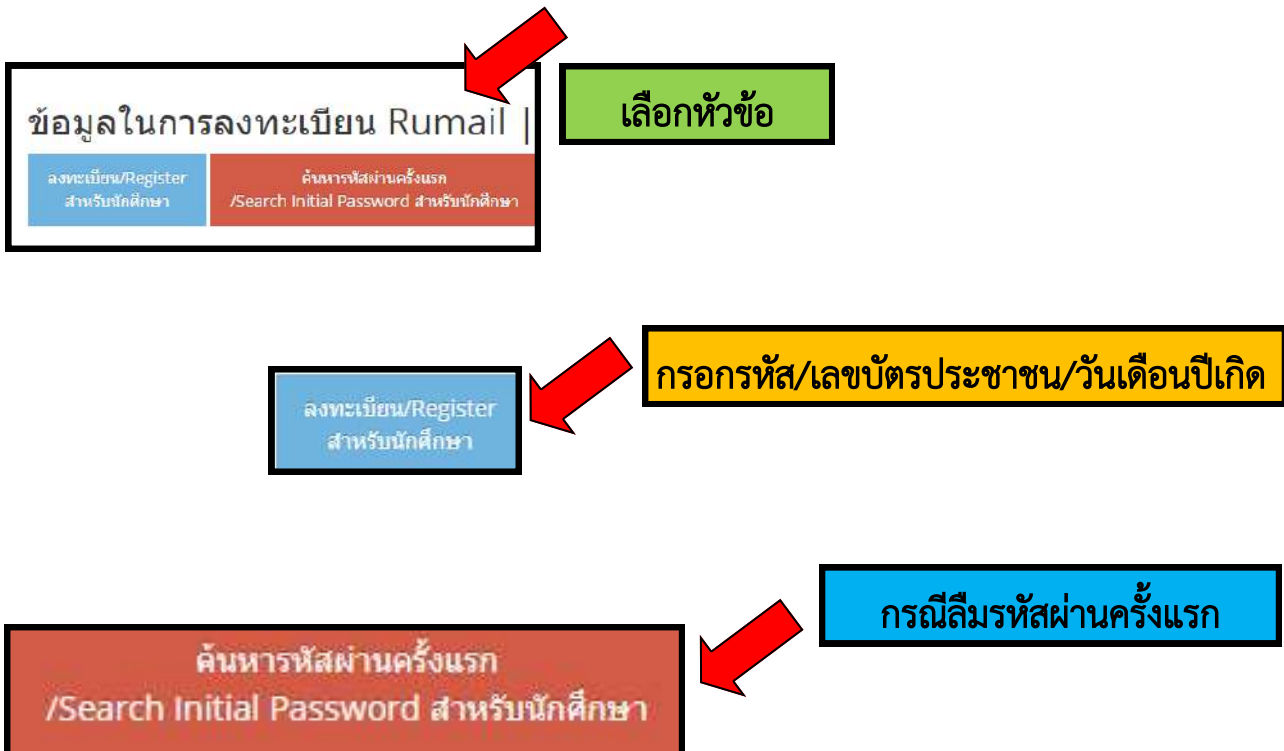 ข้อมูลในการลงทะเบียน Rumail |
เลือกหัวข้อ
ลงทะเบียน/Register
สำหรับนักศึกษา
ค้นหารหัสผ่านครั้งแรก
/Search Initial Password สำหรับนักศึกษา
กรอกรหัส/เลขบัตรประชาชน/วันเดือนปีเกิด
ลงทะเบียน/Register
สำหรับนักศึกษา
กรณีลืมรหัสผ่านครั้งแรก
ค้นหารหัสผ่านครั้งแรก
/Search Initial Password สำหรับนักศึกษา